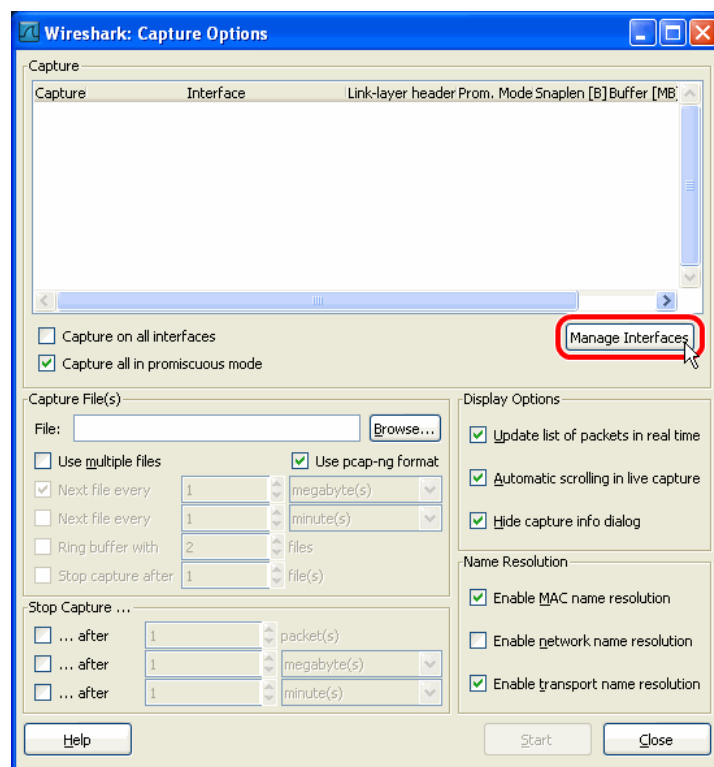 Wireshark: Capture Options
Capture
Capture Interface Link-layer header Prom. Mode Snaplen [B] Buffer [MB]
Capture on all interfaces
Manage Interfaces
Capture all in promiscuous mode
Capture File(s)
File: Browse...
Use multiple files Use pcap-ng format
Next file every 1 megabyte(s)
Next file every 1 minute(s)
Ring buffer with 2 files
Stop capture after 1 file(s)
Stop Capture ...
... after 1 packet(s)
... after 1 megabyte(s)
... after 1 minute(s)
Display Options
Update list of packets in real time
Automatic scrolling in live capture
Hide capture info dialog
Name Resolution
Enable MAC name resolution
Enable network name resolution
Enable transport name resolution
Help Start Close